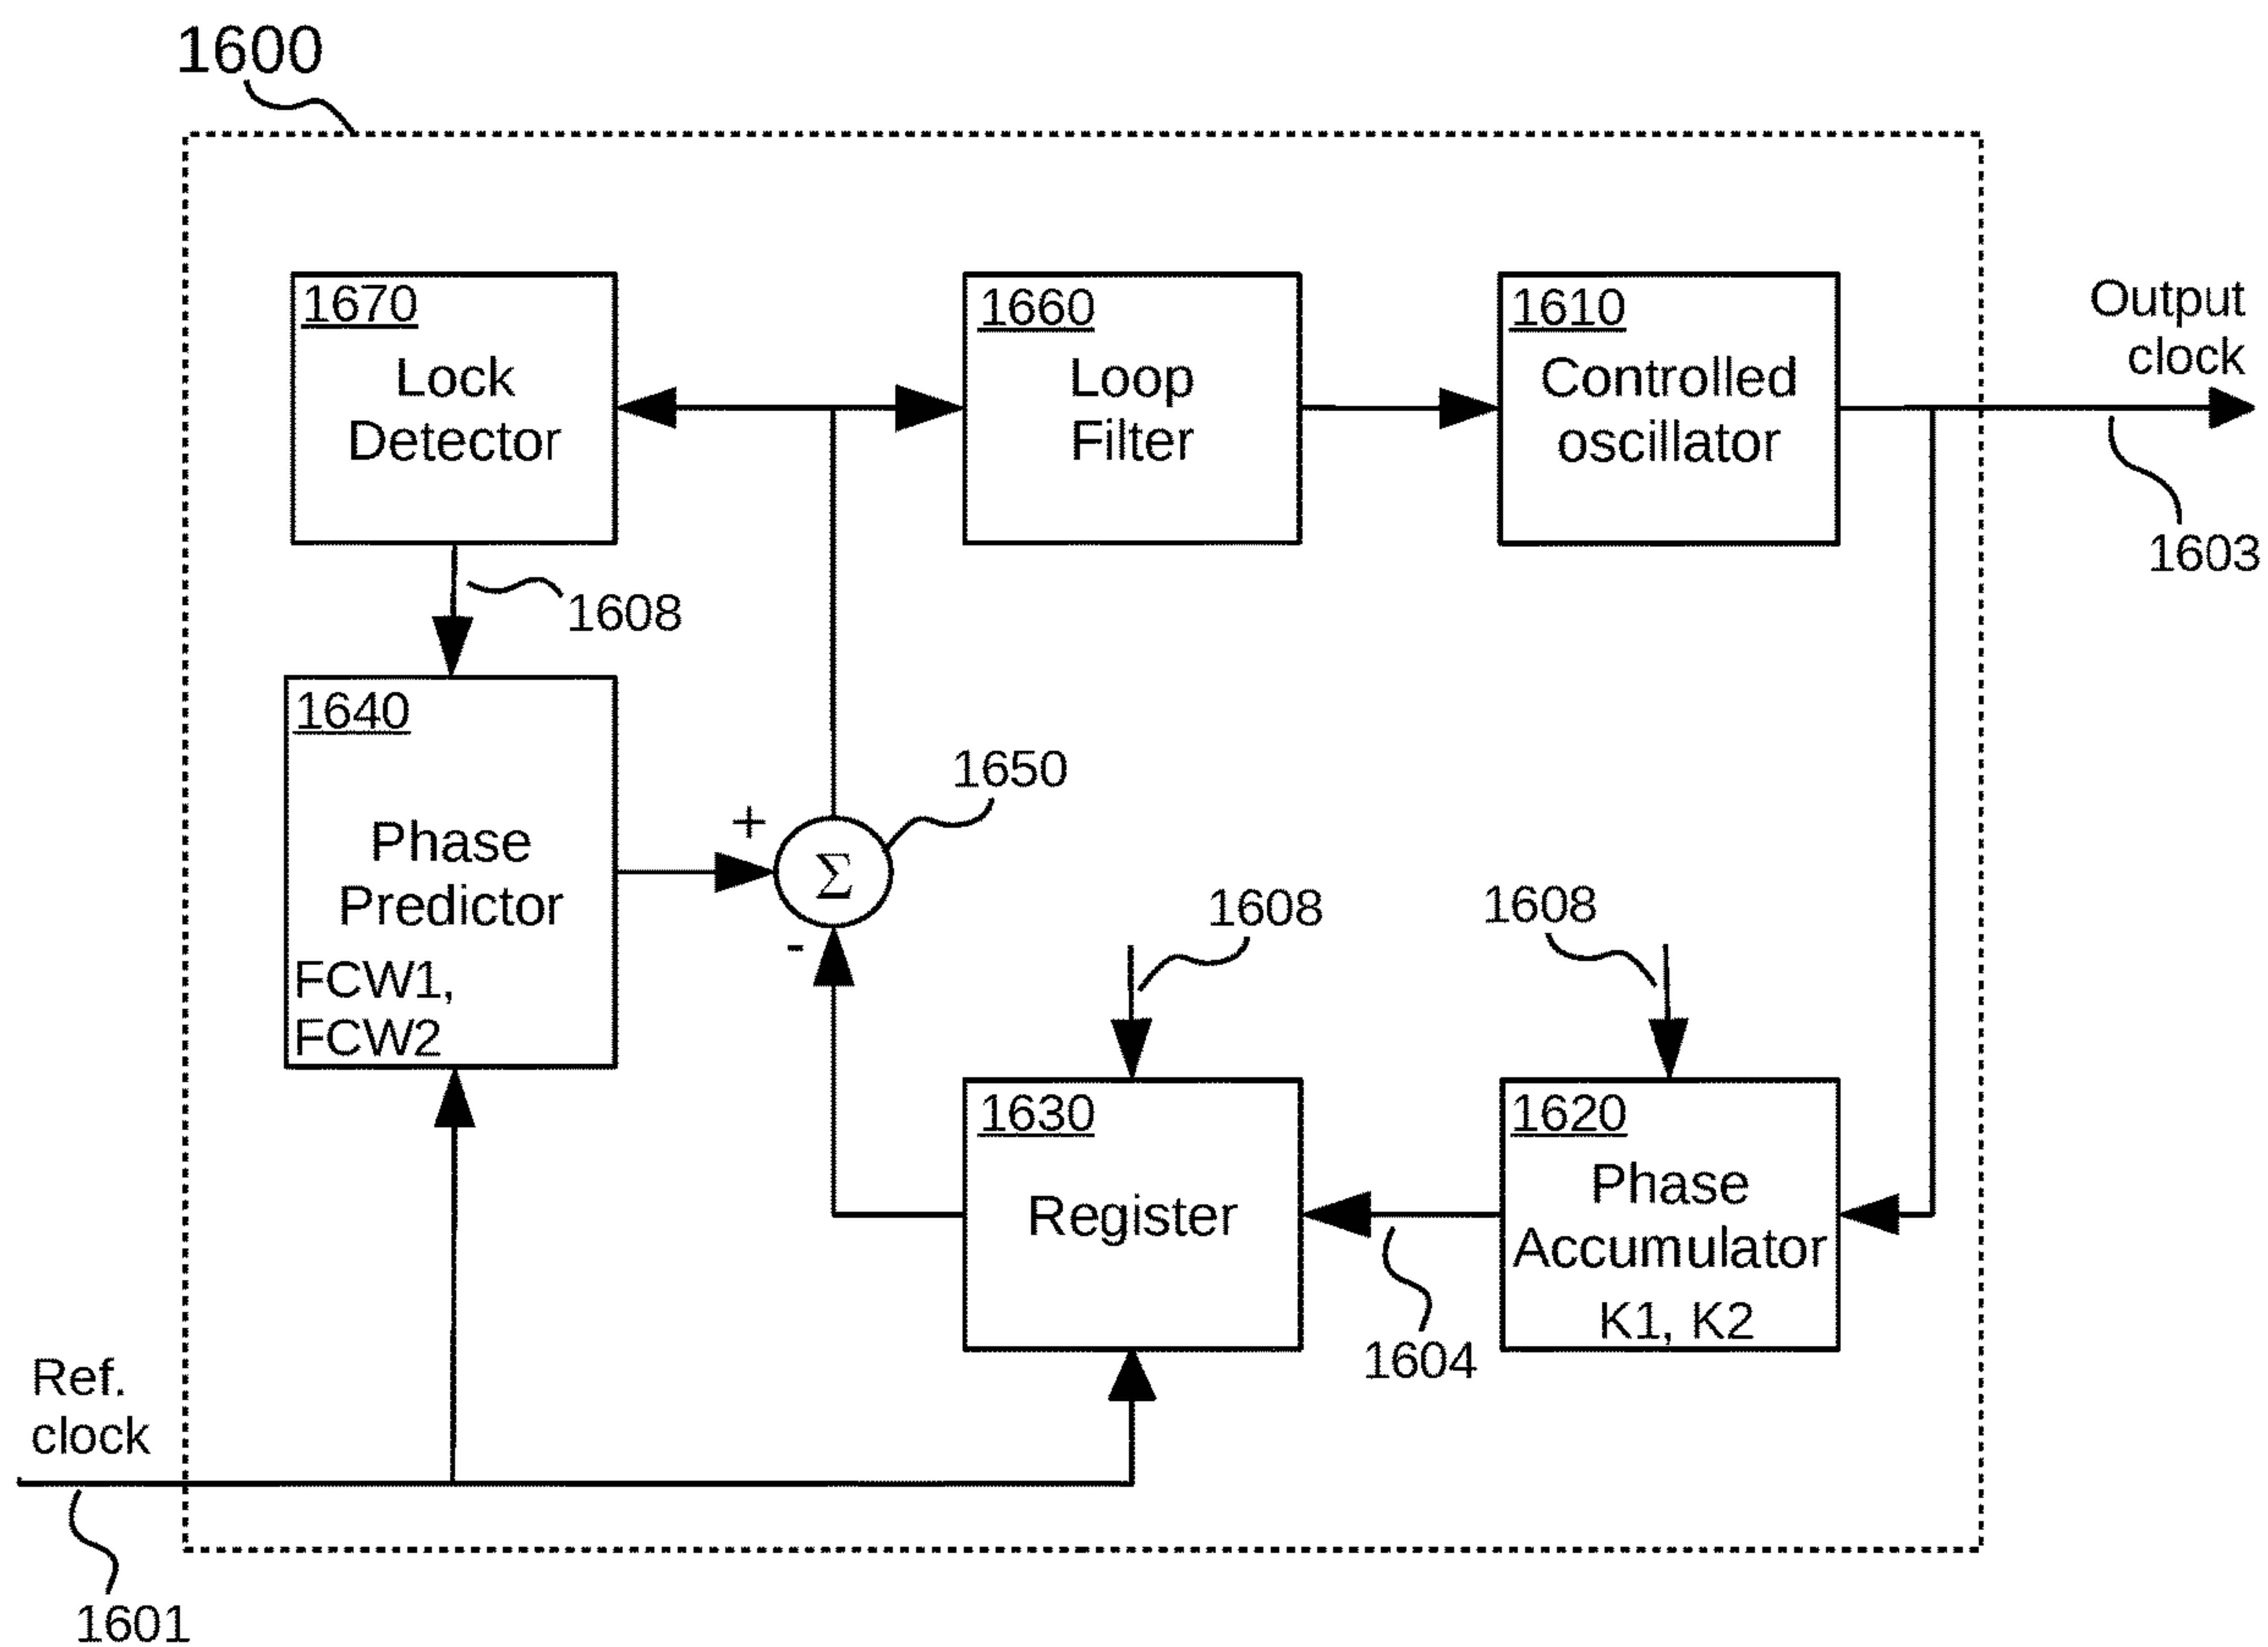 1600
1670
Lock
Detector
1660
Loop
Filter
1610
Controlled
oscillator
Output
clock
1603
1608
1640
Phase
Predictor
FCW1,
FCW2
+
Σ
-
1650
1608
1608
1630
Register
1620
Phase
Accumulator
K1, K2
1604
Ref.
clock
1601